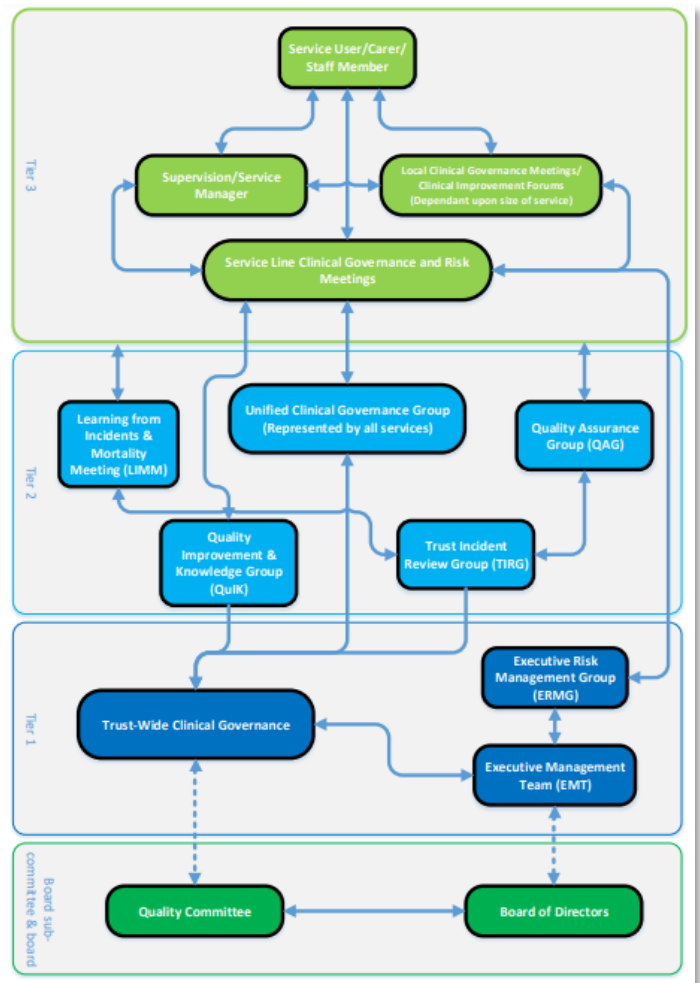 Service User/Carer/
Staff Member
Tier 3
Supervision/Service
Manager
Local Clinical Governance Meetings/
Clinical Improvement Forums
(Dependant upon size of service)
Service Line Clinical Governance and Risk
Meetings
Tier 2
Learning from
Incidents &
Mortality
Meeting (LIMM)
Unified Clinical Governance Group
(Represented by all services)
Quality Assurance
Group (QAG)
Quality
Improvement &
Knowledge Group
(QuIK)
Trust Incident
Review Group (TIRG)
Tier 1
Executive Risk
Management Group
(ERMG)
Trust-Wide Clinical Governance
Executive Management
Team (EMT)
Board sub-
committee & board
Quality Committee
Board of Directors